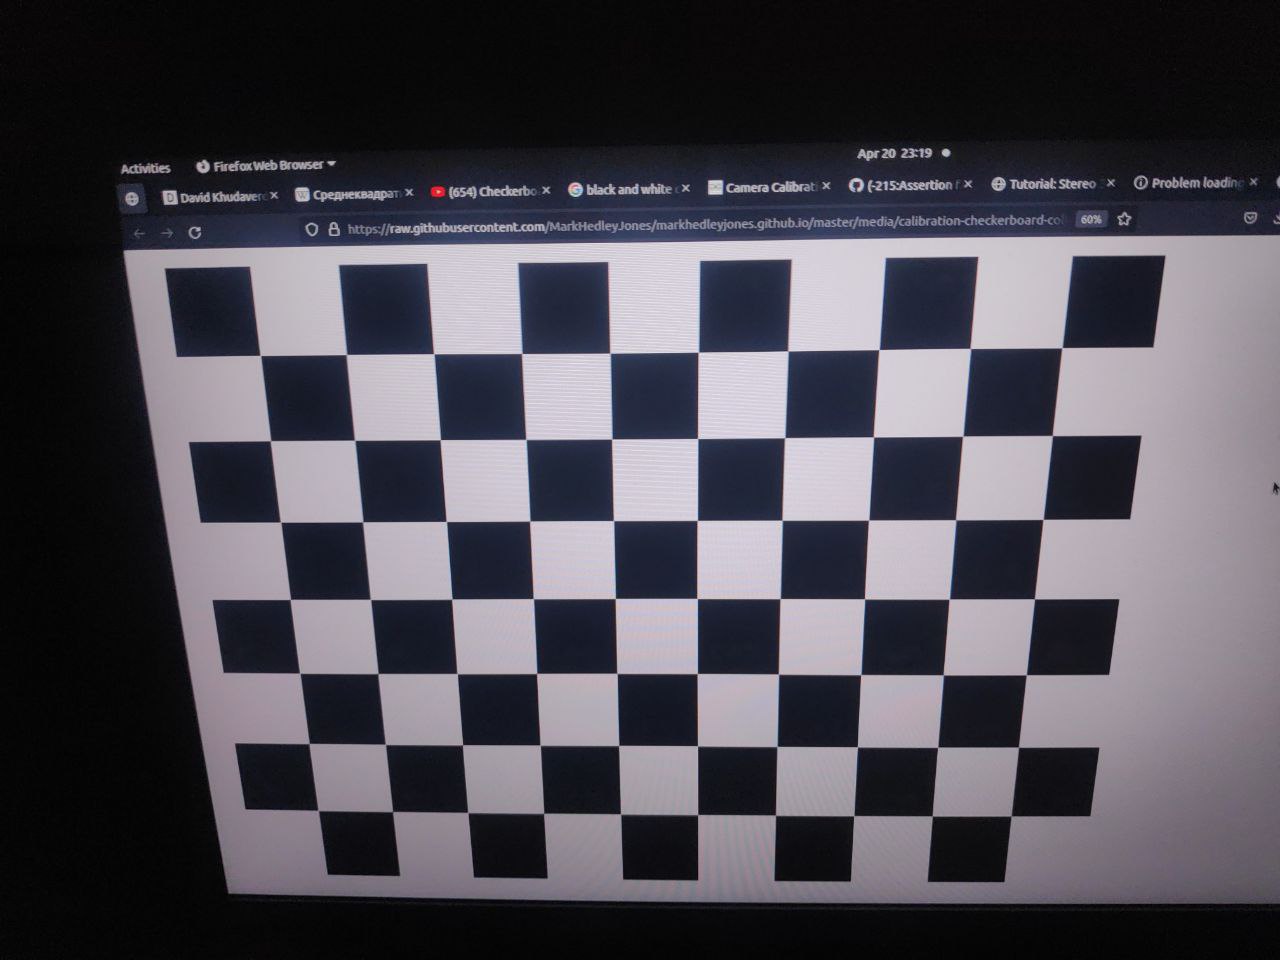 Activities Firefox Web Browser Apr 20 23:19
David Khudaver Среднеквадрат (654) Checkerbo black and white Camera Calibrat (-215:Assertion f Tutorial: Stereo Problem loading
https://raw.githubusercontent.com/MarkHedleyJones/markhedleyjones.github.io/master/media/calibration-checkerboard-co 60%